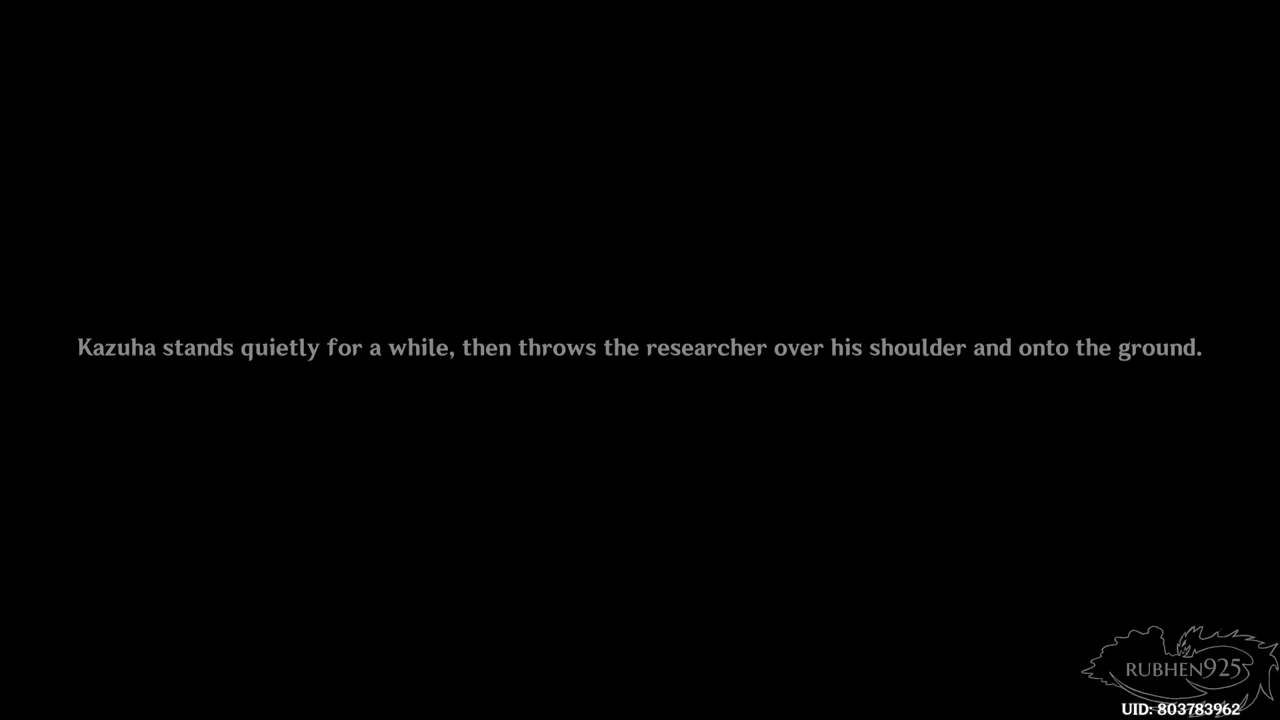 Kazuha stands quietly for a while, then throws the researcher over his shoulder and onto the ground.
RUBHEN925
UID: 803783962